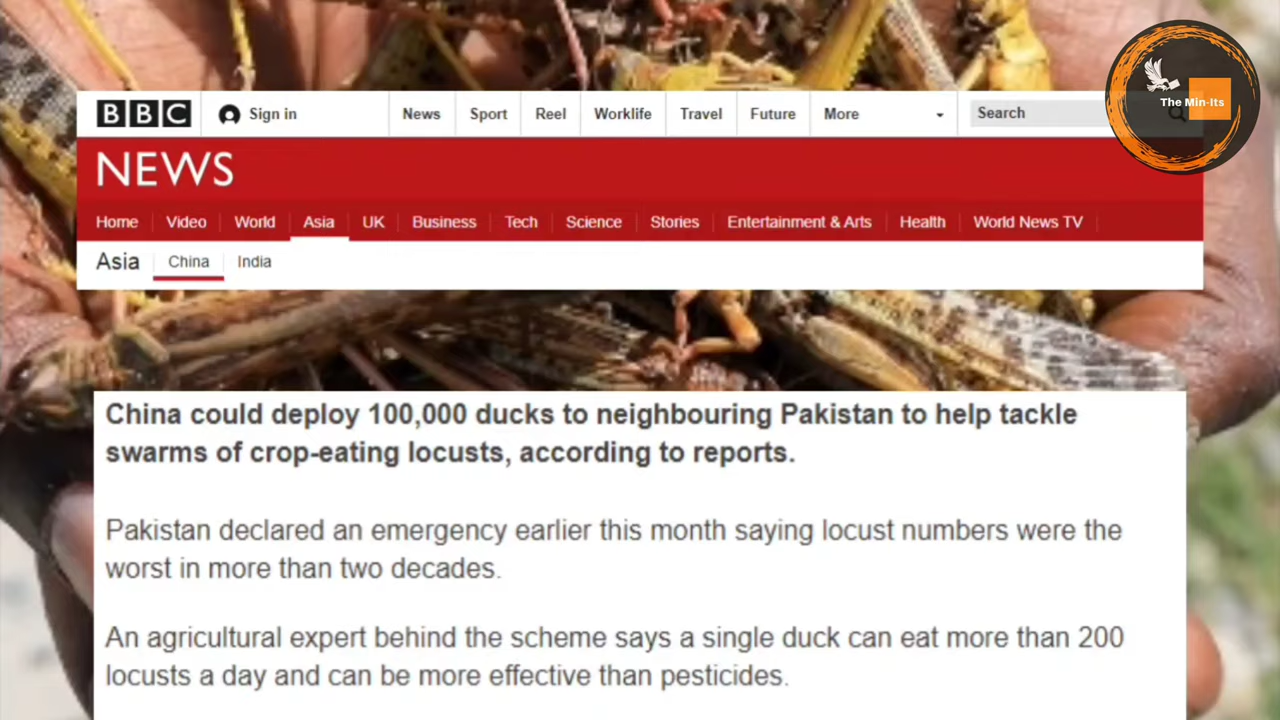 The Min-Its
BBC Sign in News Sport Reel Worklife Travel Future More Search
NEWS
Home Video World Asia UK Business Tech Science Stories Entertainment & Arts Health World News TV
Asia China India
China could deploy 100,000 ducks to neighbouring Pakistan to help tackle
swarms of crop-eating locusts, according to reports.
Pakistan declared an emergency earlier this month saying locust numbers were the
worst in more than two decades.
An agricultural expert behind the scheme says a single duck can eat more than 200
locusts a day and can be more effective than pesticides.